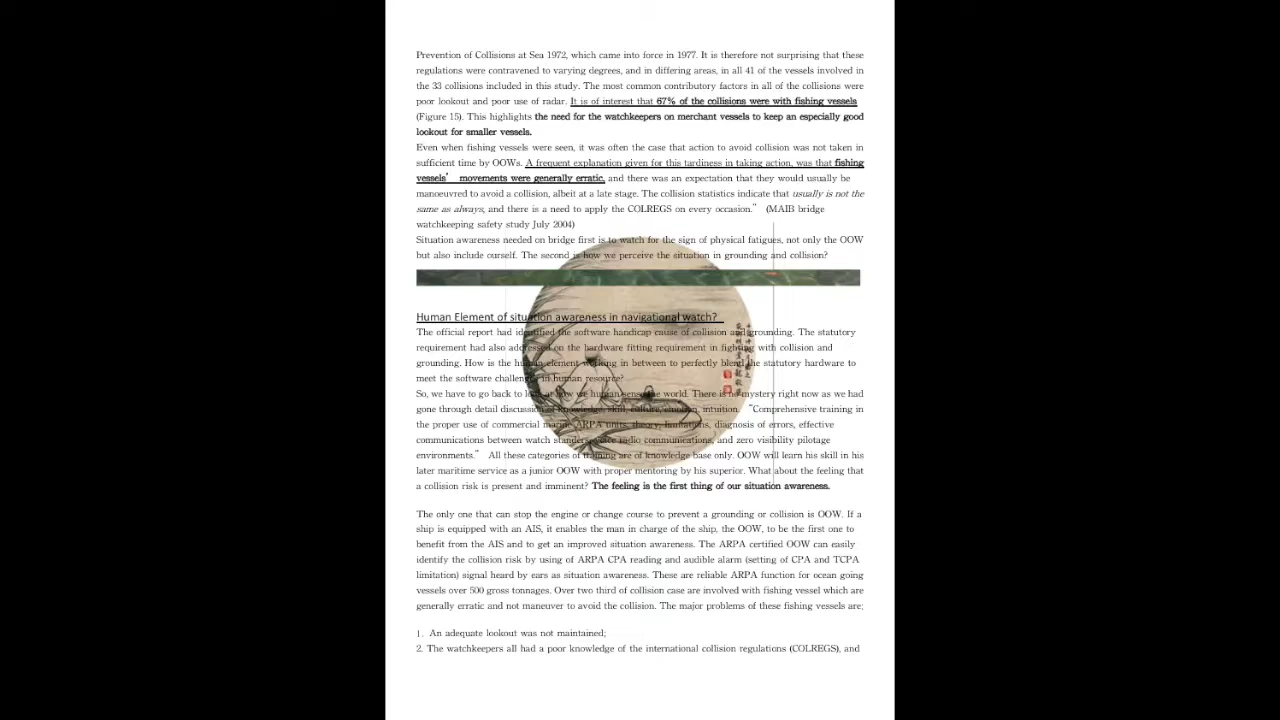 Prevention of Collisions at Sea 1972, which came into force in 1977. It is therefore not surprising that these
regulations were contravened to varying degrees, and in differing areas, in all 41 of the vessels involved in
the 33 collisions included in this study. The most common contributory factors in all of the collisions were
poor lookout and poor use of radar. It is of interest that 67% of the collisions were with fishing vessels
(Figure 15). This highlights the need for the watchkeepers on merchant vessels to keep an especially good
lookout for smaller vessels.
Even when fishing vessels were seen, it was often the case that action to avoid collision was not taken in
sufficient time by OOWs. A frequent explanation given for this tardiness in taking action, was that fishing
vessels' movements were generally erratic, and there was an expectation that they would usually be
manoeuvred to avoid a collision, albeit at a late stage. The collision statistics indicate that usually is not the
same as always, and there is a need to apply the COLREGS on every occasion." (MAIB bridge
watchkeeping safety study July 2004)
Situation awareness needed on bridge first is to watch for the sign of physical fatigues, not only the OOW
but also include ourself. The second is how we perceive the situation in grounding and collision?
Human Element of situation awareness in navigational watch?
The official report had identified the software handicap cause of collision and grounding. The statutory
requirement had also addressed on the hardware fitting requirement in fighting with collision and
grounding. How is the human element working in between to perfectly blend the statutory hardware to
meet the software challenge in human resource?
So, we have to go back to look at how we human sense the world. There is no mystery right now as we had
gone through detail discussion of knowledge, skill, culture, emotion, intuition. "Comprehensive training in
the proper use of commercial marine ARPA units, theory, limitations, diagnosis of errors, effective
communications between watch standers, voice radio communications, and zero visibility pilotage
environments." All these categories of training are of knowledge base only. OOW will learn his skill in his
later maritime service as a junior OOW with proper mentoring by his superior. What about the feeling that
a collision risk is present and imminent? The feeling is the first thing of our situation awareness.
The only one that can stop the engine or change course to prevent a grounding or collision is OOW. If a
ship is equipped with an AIS, it enables the man in charge of the ship, the OOW, to be the first one to
benefit from the AIS and to get an improved situation awareness. The ARPA certified OOW can easily
identify the collision risk by using of ARPA CPA reading and audible alarm (setting of CPA and TCPA
limitation) signal heard by ears as situation awareness. These are reliable ARPA function for ocean going
vessels over 500 gross tonnages. Over two third of collision case are involved with fishing vessel which are
generally erratic and not maneuver to avoid the collision. The major problems of these fishing vessels are;
1. An adequate lookout was not maintained;
2. The watchkeepers all had a poor knowledge of the international collision regulations (COLREGS), and